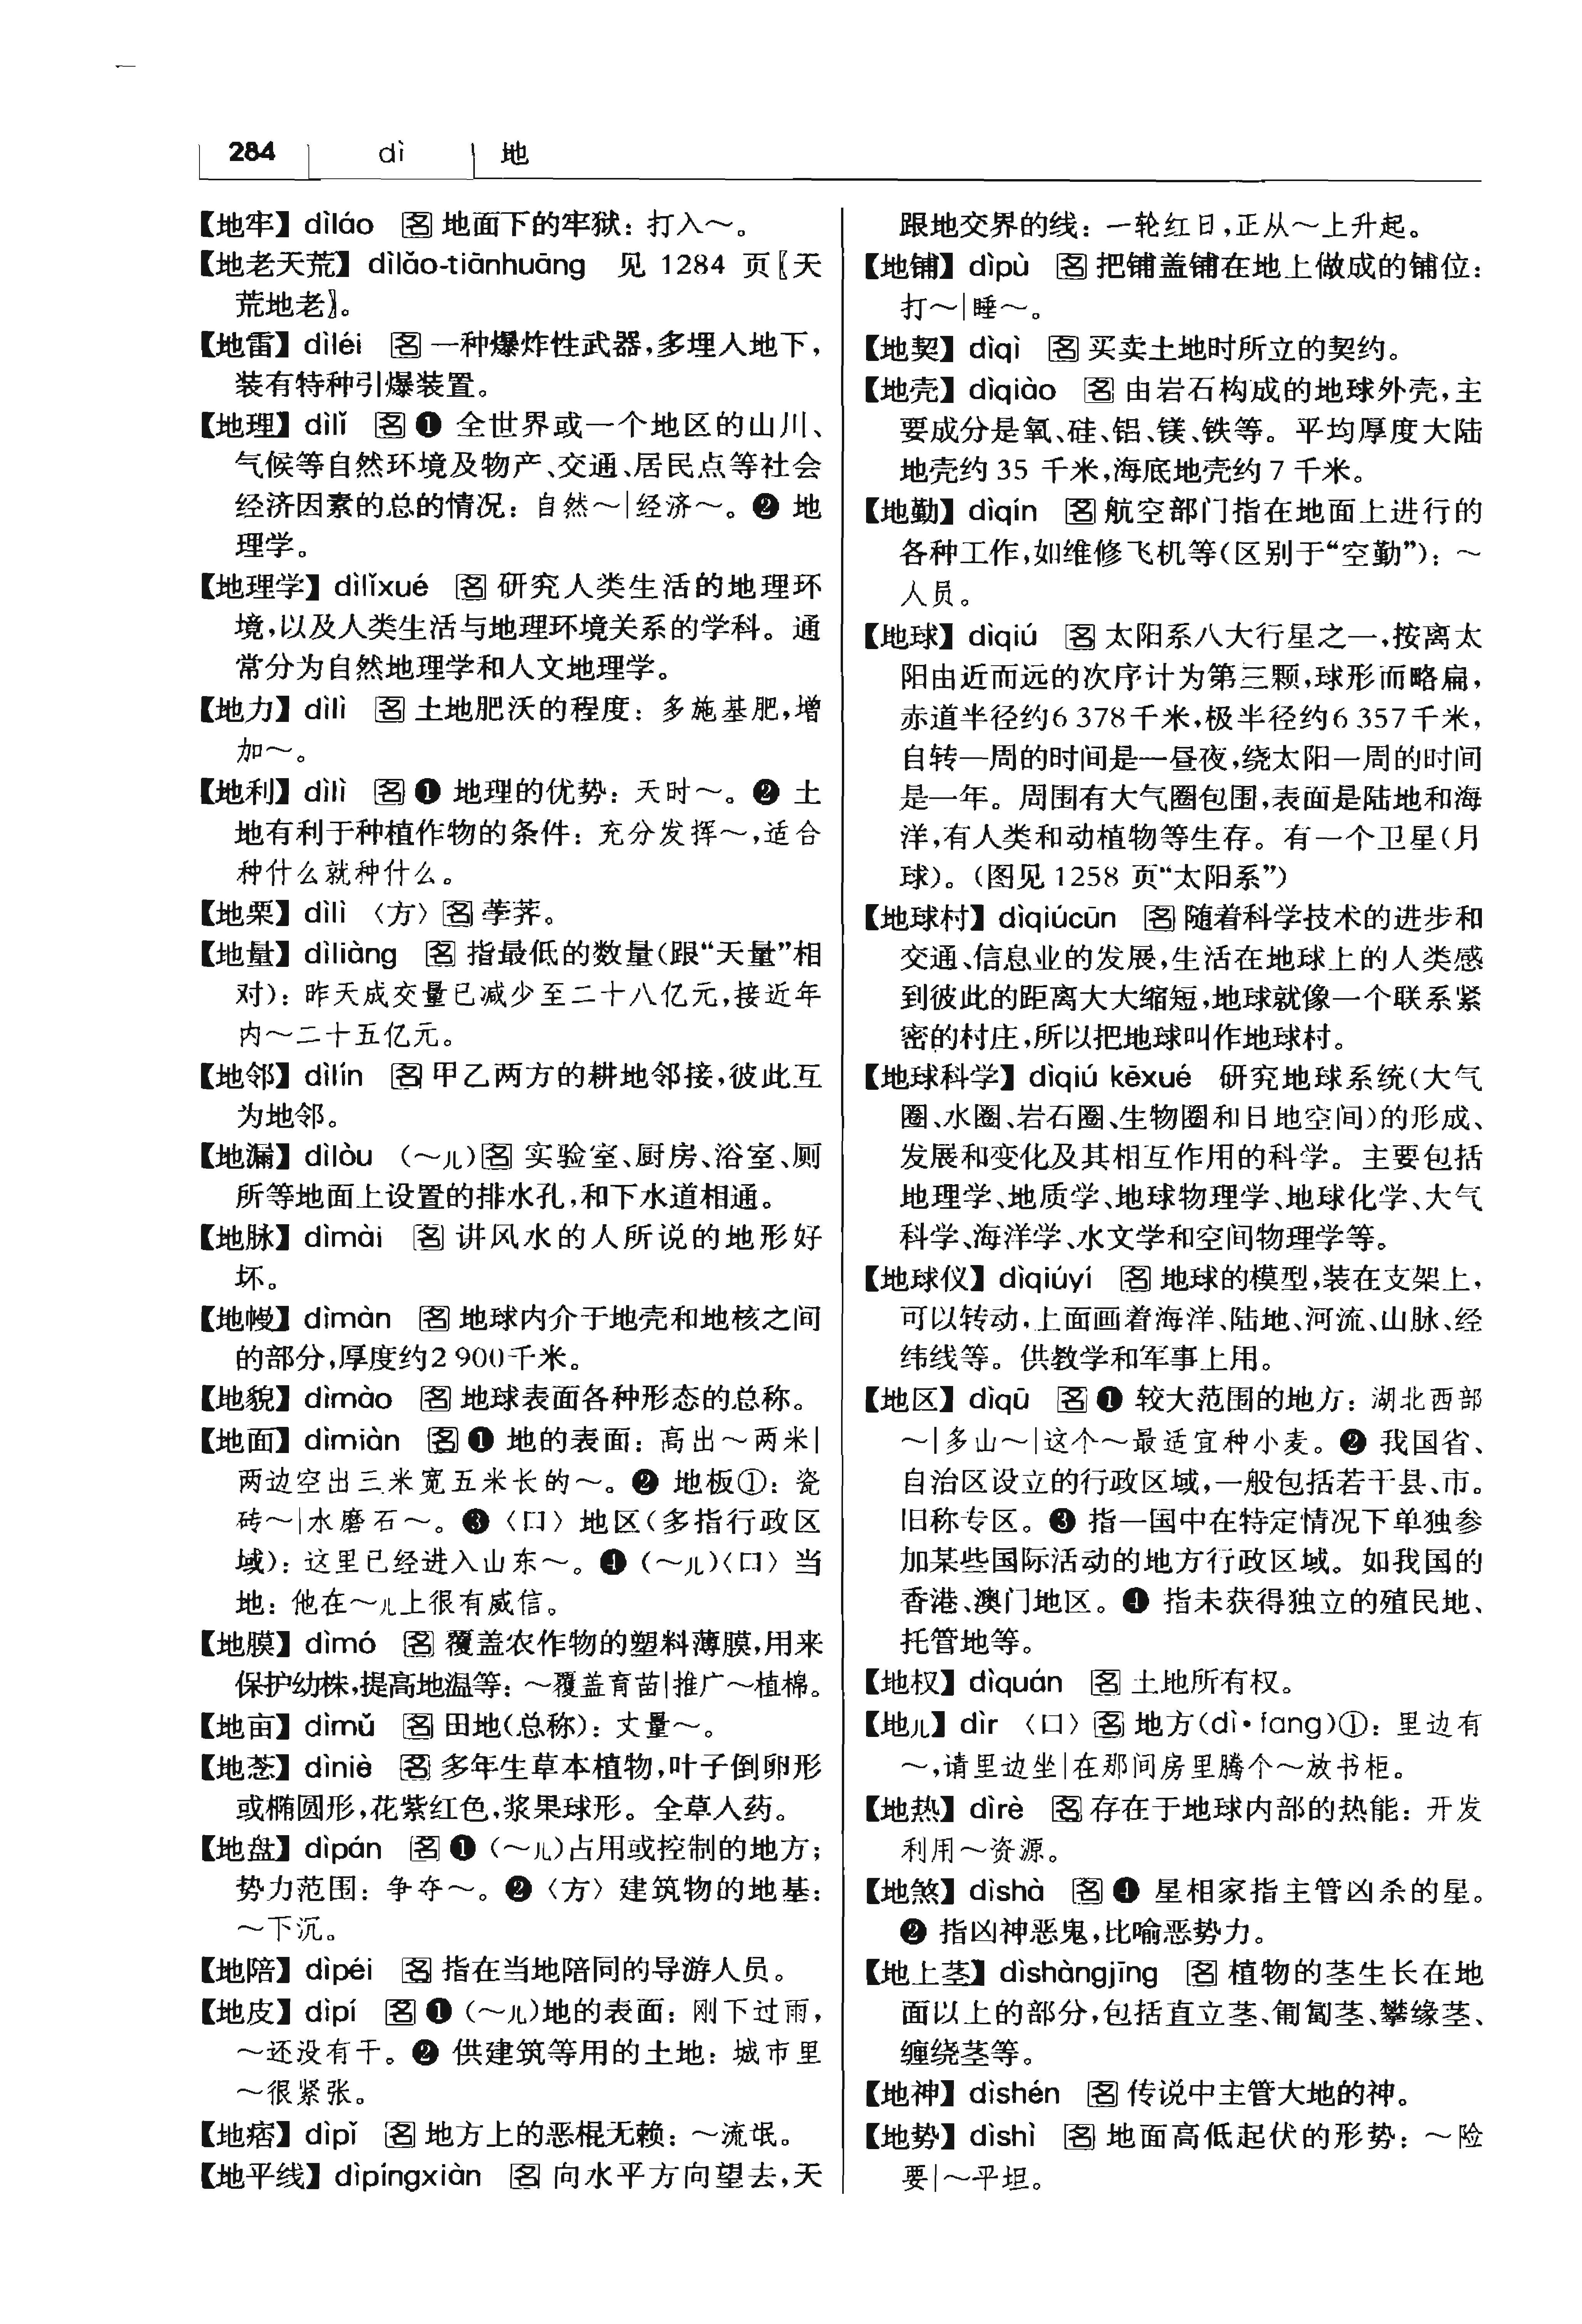 284 dì 地
【地牢】dìláo 名 地面下的牢狱：打入～。
【地老天荒】dìlǎo-tiānhuāng 见 1284 页〖天
荒地老〗。
【地雷】dìléi 名 一种爆炸性武器，多埋入地下，
装有特种引爆装置。
【地理】dìlǐ 名 ❶ 全世界或一个地区的山川、
气候等自然环境及物产、交通、居民点等社会
经济因素的总的情况：自然～|经济～。❷ 地
理学。
【地理学】dìlǐxué 名 研究人类生活的地理环
境，以及人类生活与地理环境关系的学科。通
常分为自然地理学和人文地理学。
【地力】dìlì 名 土地肥沃的程度：多施基肥，增
加～。
【地利】dìlì 名 ❶ 地理的优势：天时～。❷ 土
地有利于种植作物的条件：充分发挥～，适合
种什么就种什么。
【地栗】dìlì 〈方〉名 荸荠。
【地量】dìliàng 名 指最低的数量（跟“天量”相
对）：昨天成交量已减少至二十八亿元，接近年
内～二十五亿元。
【地邻】dìlín 名 甲乙两方的耕地邻接，彼此互
为地邻。
【地漏】dìlòu （～儿）名 实验室、厨房、浴室、厕
所等地面上设置的排水孔，和下水道相通。
【地脉】dìmài 名 讲风水的人所说的地形好
坏。
【地幔】dìmàn 名 地球内介于地壳和地核之间
的部分，厚度约2 900千米。
【地貌】dìmào 名 地球表面各种形态的总称。
【地面】dìmiàn 名 ❶ 地的表面：高出～两米|
两边空出三米宽五米长的～。❷ 地板①：瓷
砖～|水磨石～。❸〈口〉地区（多指行政区
域）：这里已经进入山东～。❹（～儿）〈口〉当
地：他在～儿上很有威信。
【地膜】dìmó 名 覆盖农作物的塑料薄膜，用来
保护幼株，提高地温等：～覆盖育苗|推广～植棉。
【地亩】dìmǔ 名 田地（总称）：丈量～。
【地菍】dìniè 名 多年生草本植物，叶子倒卵形
或椭圆形，花紫红色，浆果球形。全草入药。
【地盘】dìpán 名 ❶（～儿）占用或控制的地方；
势力范围：争夺～。❷〈方〉建筑物的地基：
～下沉。
【地陪】dìpéi 名 指在当地陪同的导游人员。
【地皮】dìpí 名 ❶（～儿）地的表面：刚下过雨，
～还没有干。❷ 供建筑等用的土地：城市里
～很紧张。
【地痞】dìpǐ 名 地方上的恶棍无赖：～流氓。
【地平线】dìpíngxiàn 名 向水平方向望去，天
跟地交界的线：一轮红日，正从～上升起。
【地铺】dìpù 名 把铺盖铺在地上做成的铺位：
打～|睡～。
【地契】dìqì 名 买卖土地时所立的契约。
【地壳】dìqiào 名 由岩石构成的地球外壳，主
要成分是氧、硅、铝、镁、铁等。平均厚度大陆
地壳约 35 千米，海底地壳约 7 千米。
【地勤】dìqín 名 航空部门指在地面上进行的
各种工作，如维修飞机等（区别于“空勤”）：～
人员。
【地球】dìqiú 名 太阳系八大行星之一，按离太
阳由近而远的次序计为第三颗，球形而略扁，
赤道半径约6 378千米，极半径约6 357千米，
自转一周的时间是一昼夜，绕太阳一周的时间
是一年。周围有大气圈包围，表面是陆地和海
洋，有人类和动植物等生存。有一个卫星（月
球）。（图见 1258 页“太阳系”）
【地球村】dìqiúcūn 名 随着科学技术的进步和
交通、信息业的发展，生活在地球上的人类感
到彼此的距离大大缩短，地球就像一个联系紧
密的村庄，所以把地球叫作地球村。
【地球科学】dìqiú kēxué 研究地球系统（大气
圈、水圈、岩石圈、生物圈和日地空间）的形成、
发展和变化及其相互作用的科学。主要包括
地理学、地质学、地球物理学、地球化学、大气
科学、海洋学、水文学和空间物理学等。
【地球仪】dìqiúyí 名 地球的模型，装在支架上，
可以转动，上面画着海洋、陆地、河流、山脉、经
纬线等。供教学和军事上用。
【地区】dìqū 名 ❶ 较大范围的地方：湖北西部
～|多山～|这个～最适宜种小麦。❷ 我国省、
自治区设立的行政区域，一般包括若干县、市。
旧称专区。❸ 指一国中在特定情况下单独参
加某些国际活动的地方行政区域。如我国的
香港、澳门地区。❹ 指未获得独立的殖民地、
托管地等。
【地权】dìquán 名 土地所有权。
【地儿】dìr 〈口〉名 地方（dì·fang）①：里边有
～，请里边坐|在那间房里腾个～放书柜。
【地热】dìrè 名 存在于地球内部的热能：开发
利用～资源。
【地煞】dìshà 名 ❶ 星相家指主管凶杀的星。
❷ 指凶神恶鬼，比喻恶势力。
【地上茎】dìshàngjīng 名 植物的茎生长在地
面以上的部分，包括直立茎、匍匐茎、攀缘茎、
缠绕茎等。
【地神】dìshén 名 传说中主管大地的神。
【地势】dìshì 名 地面高低起伏的形势：～险
要|～平坦。